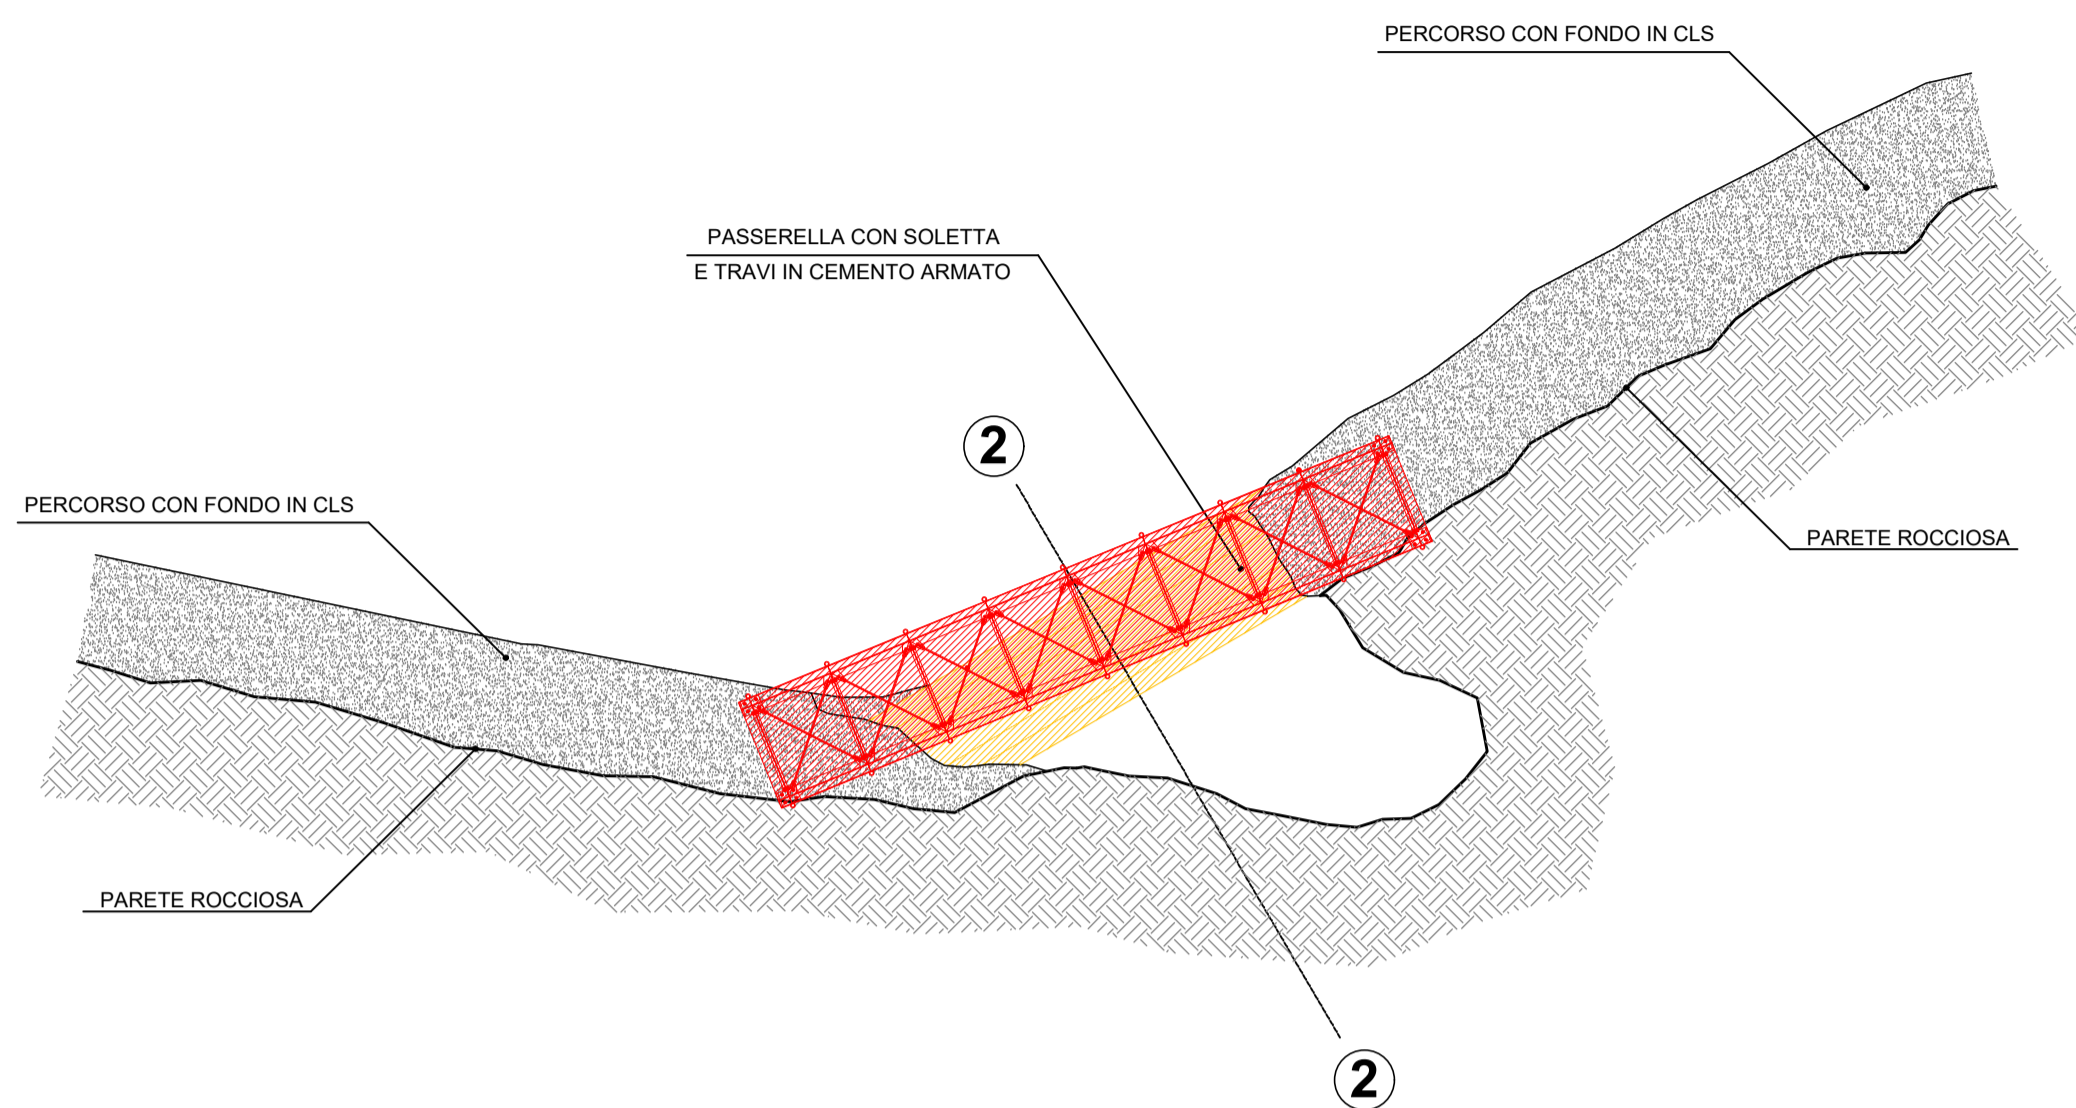 PERCORSO CON FONDO IN CLS
PASSERELLA CON SOLETTA
E TRAVI IN CEMENTO ARMATO
2
PERCORSO CON FONDO IN CLS
PARETE ROCCIOSA
PARETE ROCCIOSA
2